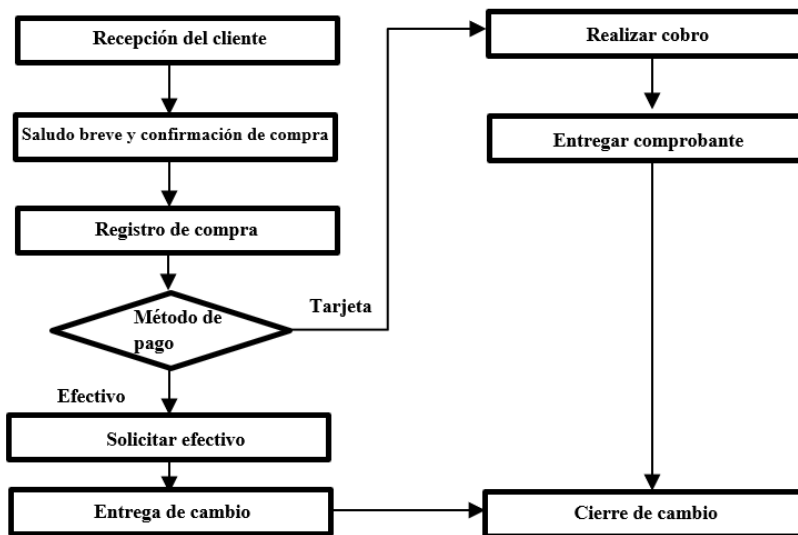 Recepción del cliente
Saludo breve y confirmación de compra
Registro de compra
Método de
pago
Tarjeta
Efectivo
Solicitar efectivo
Entrega de cambio
Realizar cobro
Entregar comprobante
Cierre de cambio